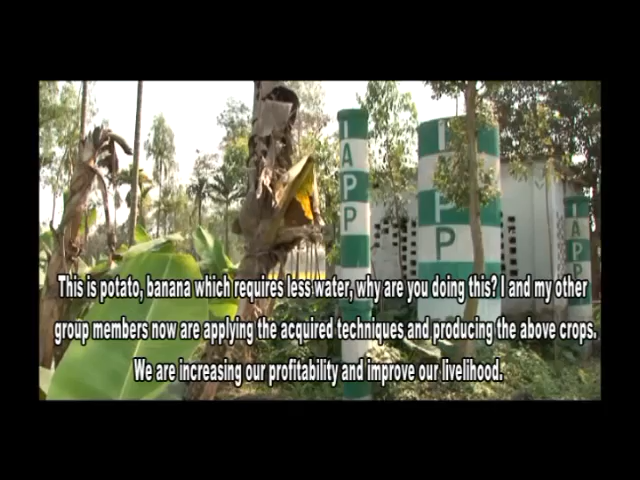 IAPP
IAPP
IAPP
This is potato, banana which requires less water, why are you doing this? I and my other
group members now are applying the acquired techniques and producing the above crops.
We are increasing our profitability and improve our livelihood.